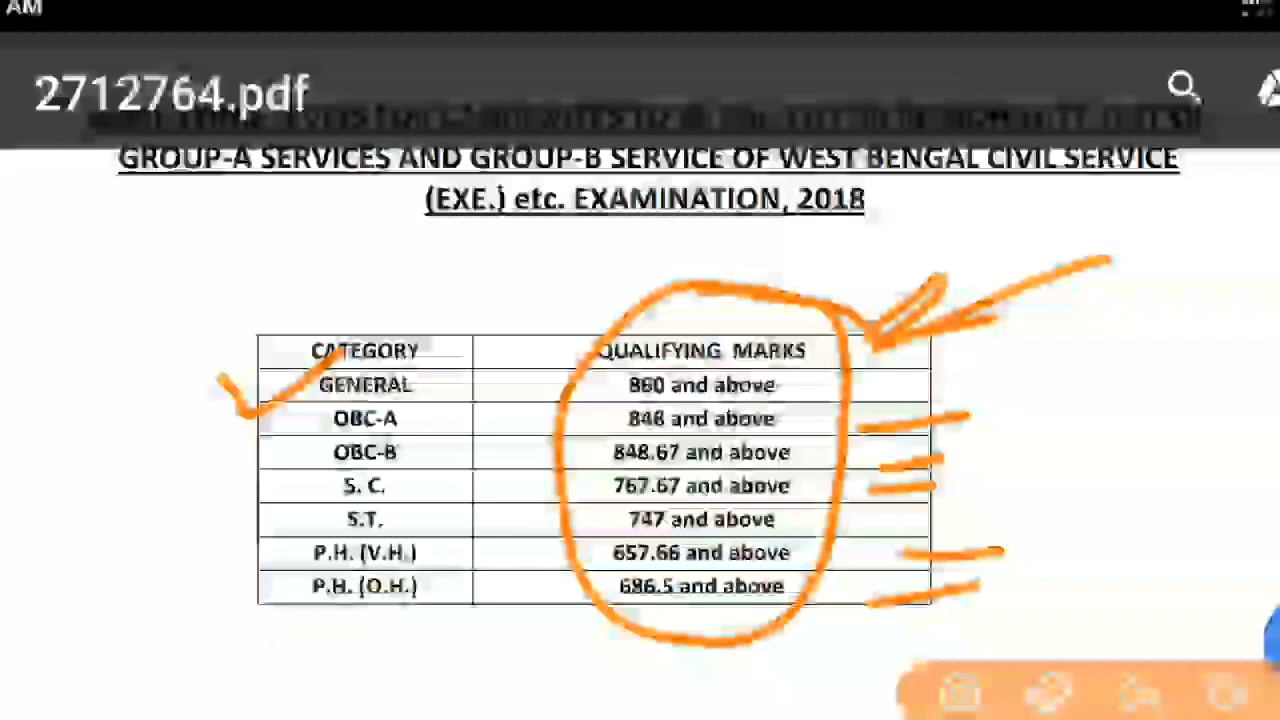 AM
2712764.pdf
GROUP-A SERVICES AND GROUP-B SERVICE OF WEST BENGAL CIVIL SERVICE
(EXE.) etc. EXAMINATION, 2018
CATEGORY QUALIFYING MARKS
GENERAL 860 and above
OBC-A 848 and above
OBC-B 848.67 and above
S. C. 767.67 and above
S.T. 747 and above
P.H. (V.H.) 657.66 and above
P.H. (O.H.) 686.5 and above